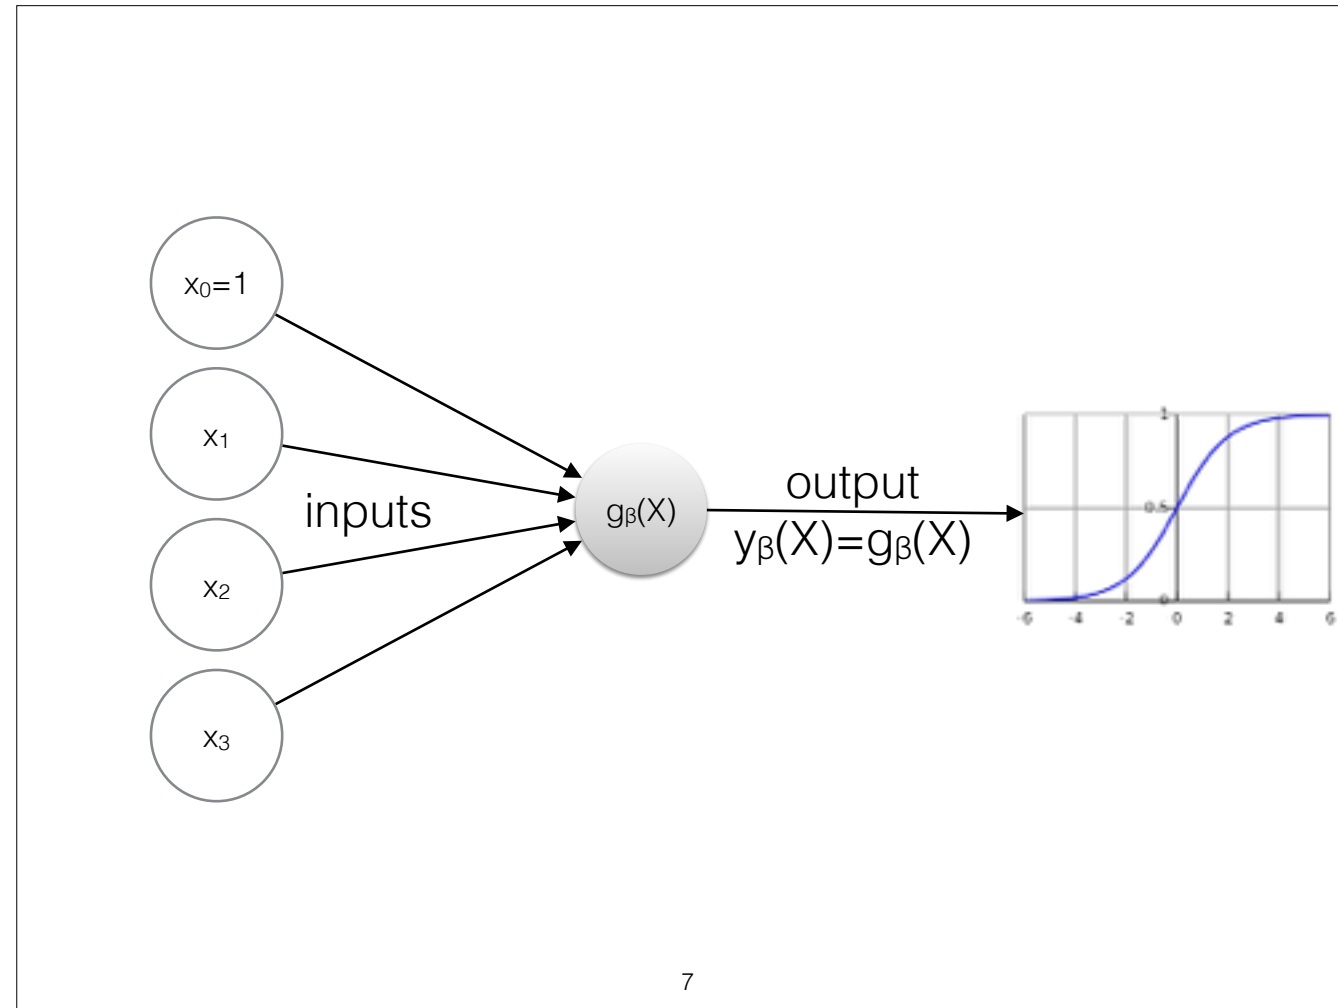 x₀=1
x₁
x₂
x₃
inputs
gᵦ(X)
output
yᵦ(X)=gᵦ(X)
1
0.5
0
-6 -4 -2 0 2 4 6
7